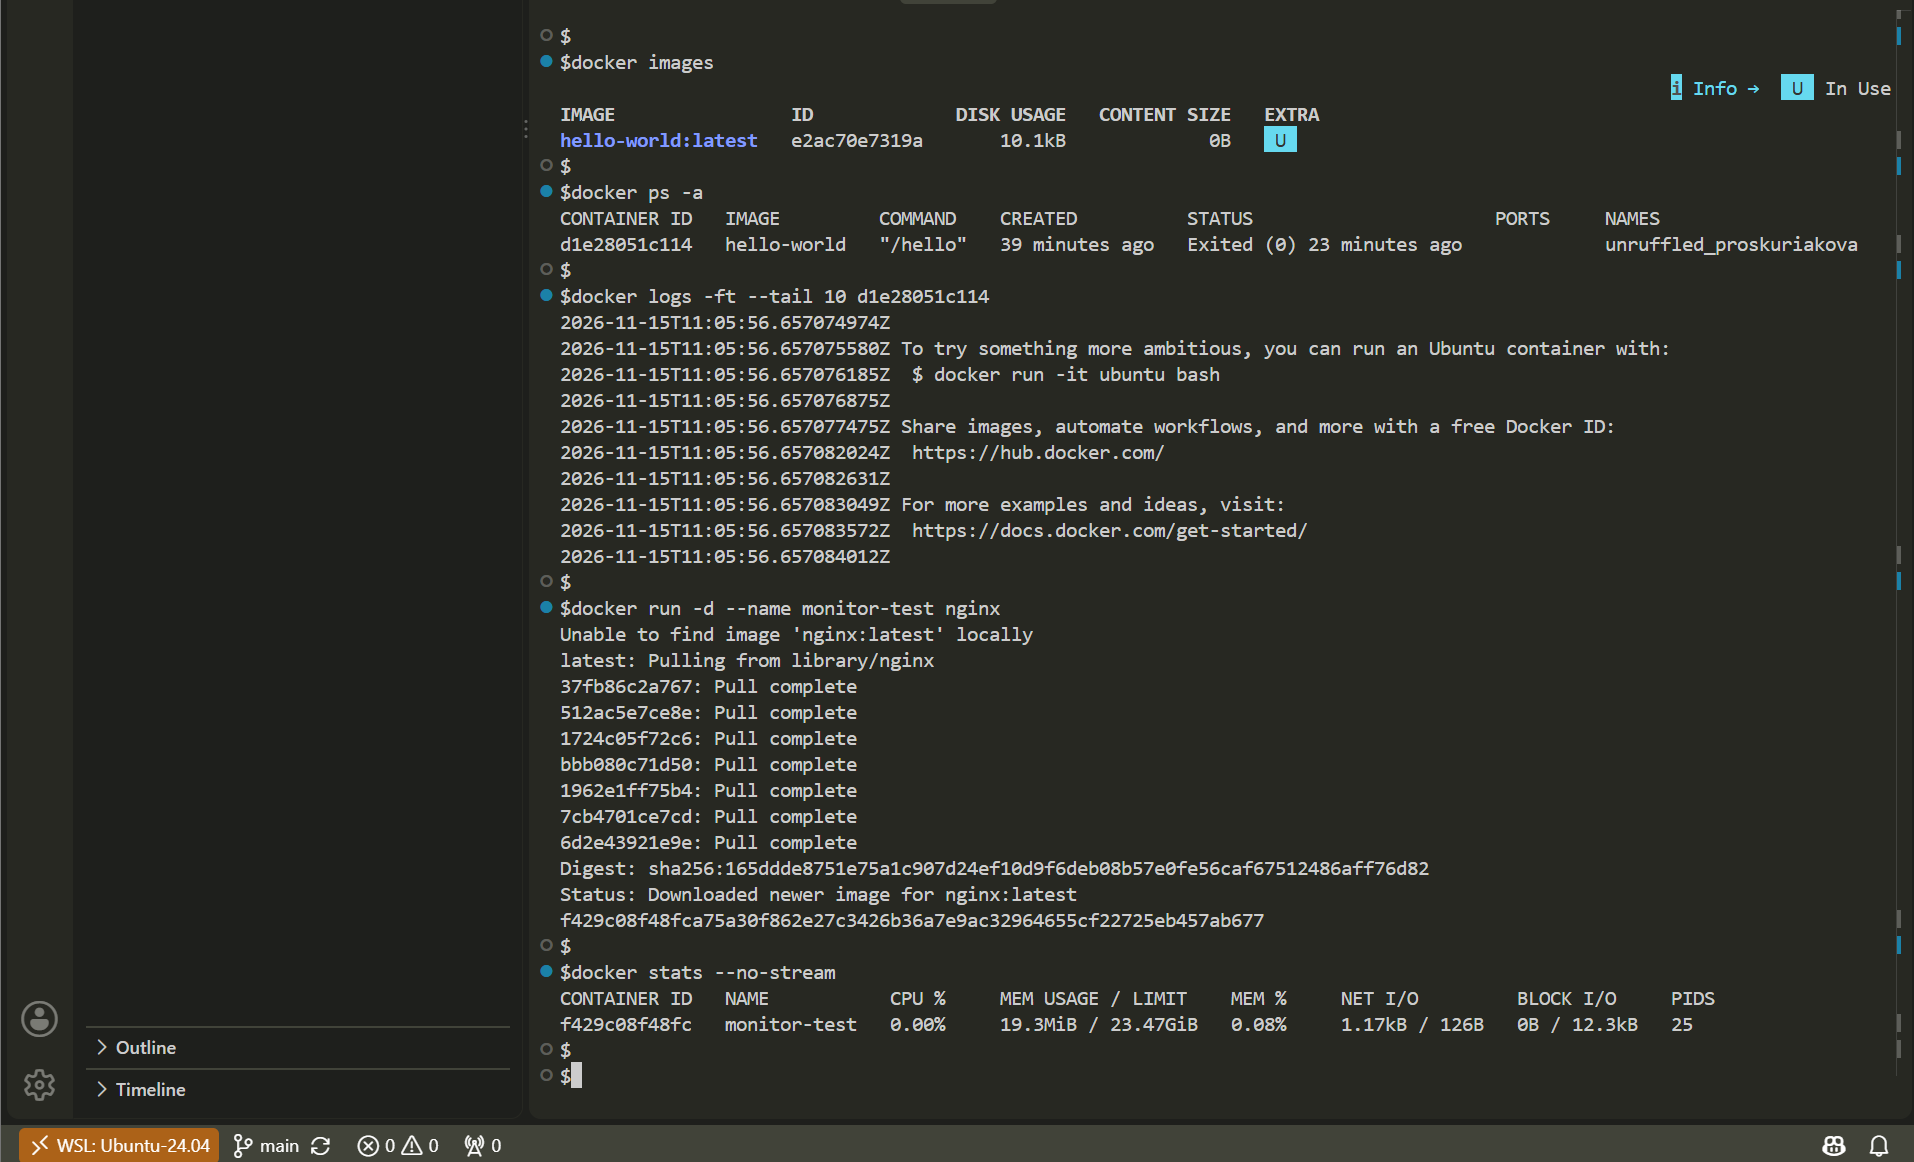 $
$docker images
i Info → U In Use
IMAGE ID DISK USAGE CONTENT SIZE EXTRA
hello-world:latest e2ac70e7319a 10.1kB 0B U
$
$docker ps -a
CONTAINER ID IMAGE COMMAND CREATED STATUS PORTS NAMES
d1e28051c114 hello-world "/hello" 39 minutes ago Exited (0) 23 minutes ago unruffled_proskuriakova
$
$docker logs -ft --tail 10 d1e28051c114
2026-11-15T11:05:56.657074974Z
2026-11-15T11:05:56.657075580Z To try something more ambitious, you can run an Ubuntu container with:
2026-11-15T11:05:56.657076185Z  $ docker run -it ubuntu bash
2026-11-15T11:05:56.657076875Z
2026-11-15T11:05:56.657077475Z Share images, automate workflows, and more with a free Docker ID:
2026-11-15T11:05:56.657082024Z  https://hub.docker.com/
2026-11-15T11:05:56.657082631Z
2026-11-15T11:05:56.657083049Z For more examples and ideas, visit:
2026-11-15T11:05:56.657083572Z  https://docs.docker.com/get-started/
2026-11-15T11:05:56.657084012Z
$
$docker run -d --name monitor-test nginx
Unable to find image 'nginx:latest' locally
latest: Pulling from library/nginx
37fb86c2a767: Pull complete
512ac5e7ce8e: Pull complete
1724c05f72c6: Pull complete
bbb080c71d50: Pull complete
1962e1ff75b4: Pull complete
7cb4701ce7cd: Pull complete
6d2e43921e9e: Pull complete
Digest: sha256:165ddde8751e75a1c907d24ef10d9f6deb08b57e0fe56caf67512486aff76d82
Status: Downloaded newer image for nginx:latest
f429c08f48fca75a30f862e27c3426b36a7e9ac32964655cf22725eb457ab677
$
$docker stats --no-stream
CONTAINER ID NAME CPU % MEM USAGE / LIMIT MEM % NET I/O BLOCK I/O PIDS
f429c08f48fc monitor-test 0.00% 19.3MiB / 23.47GiB 0.08% 1.17kB / 126B 0B / 12.3kB 25
$
$
Outline
Timeline
WSL: Ubuntu-24.04 main 0 0 0